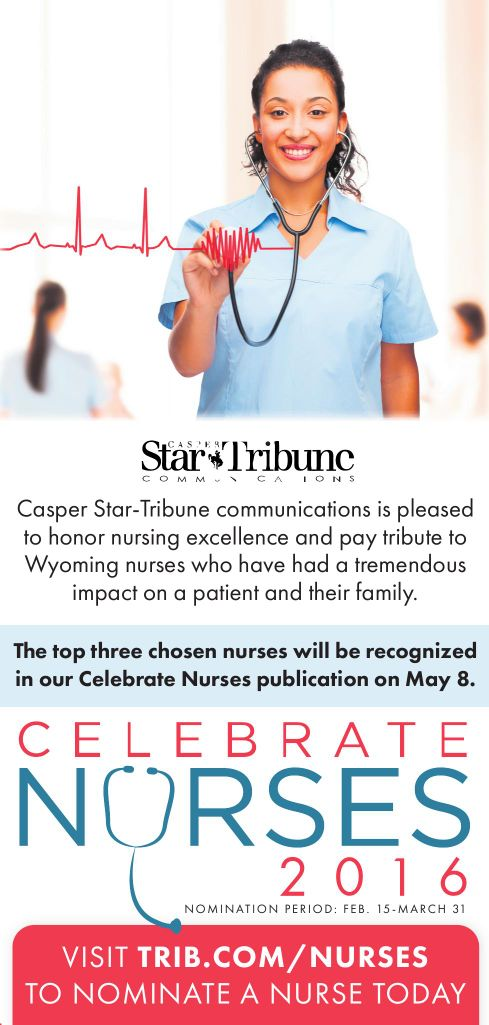 CASPER
Star Tribune
COMMUNICATIONS
Casper Star-Tribune communications is pleased
to honor nursing excellence and pay tribute to
Wyoming nurses who have had a tremendous
impact on a patient and their family.
The top three chosen nurses will be recognized
in our Celebrate Nurses publication on May 8.
CELEBRATE
NURSES
2016
NOMINATION PERIOD: FEB. 15-MARCH 31
VISIT TRIB.COM/NURSES
TO NOMINATE A NURSE TODAY